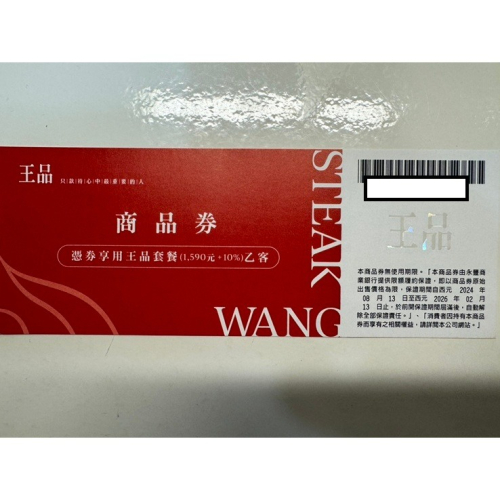 王品 只|款|待|心|中|最|重|要|的|人
商品券
憑券享用王品套餐(1,590元+10%)乙客
STEAK
WANG
王品
本商品券無使用期限。「本商品券由永豐商
業銀行提供限額履約保證，即以商品券原始
出售價格為限，保證期間自西元 2024 年
08 月 13 日至西元 2026 年 02 月
13 日止，於前開保證期間屆滿後，自動解
除全部保證責任。」、「消費者因持有本商品
券而享有之相關權益，請詳閱本公司網站。」